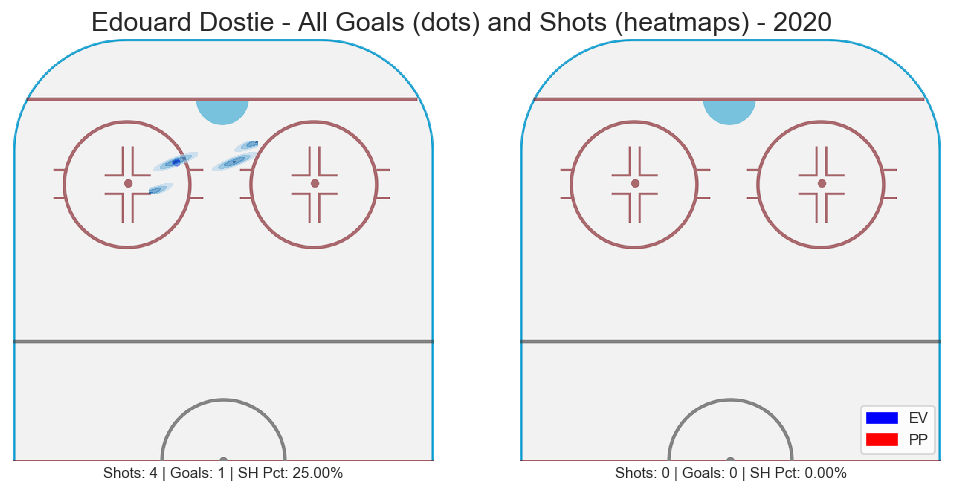 Edouard Dostie - All Goals (dots) and Shots (heatmaps) - 2020
EV
PP
Shots: 4 | Goals: 1 | SH Pct: 25.00%
Shots: 0 | Goals: 0 | SH Pct: 0.00%